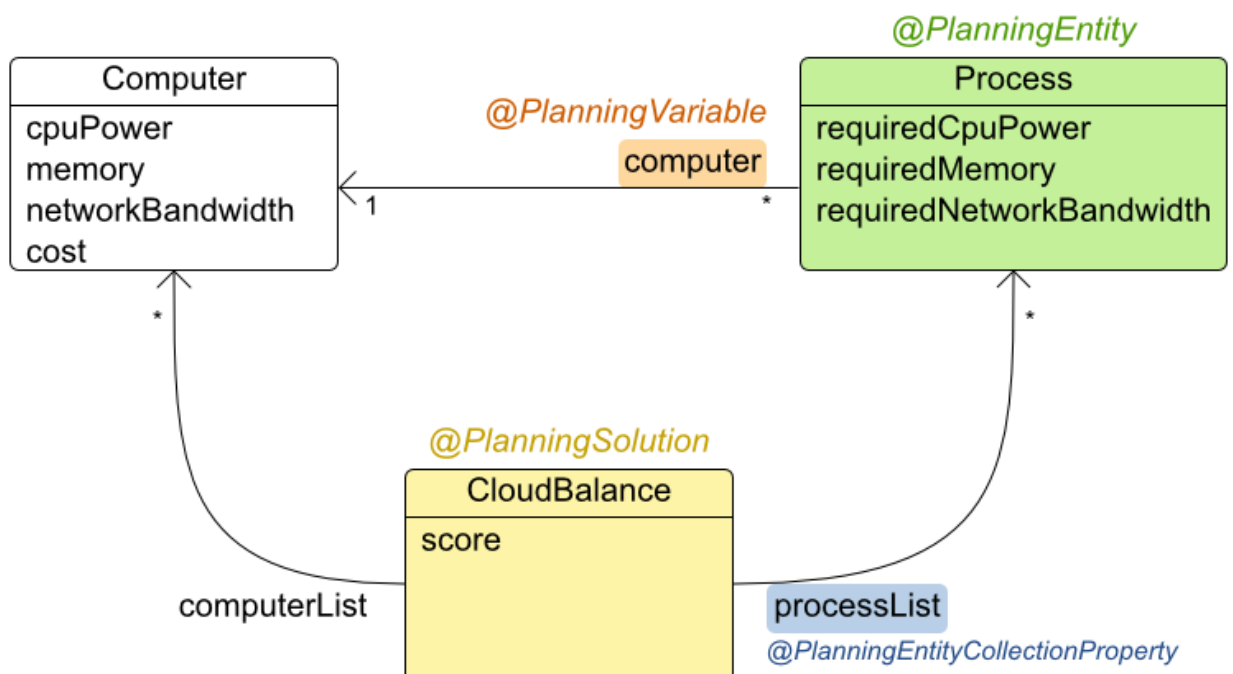 @PlanningEntity
Computer
cpuPower
memory
networkBandwidth
cost
@PlanningVariable
computer
1
*
Process
requiredCpuPower
requiredMemory
requiredNetworkBandwidth
*
*
@PlanningSolution
CloudBalance
score
computerList
processList
@PlanningEntityCollectionProperty